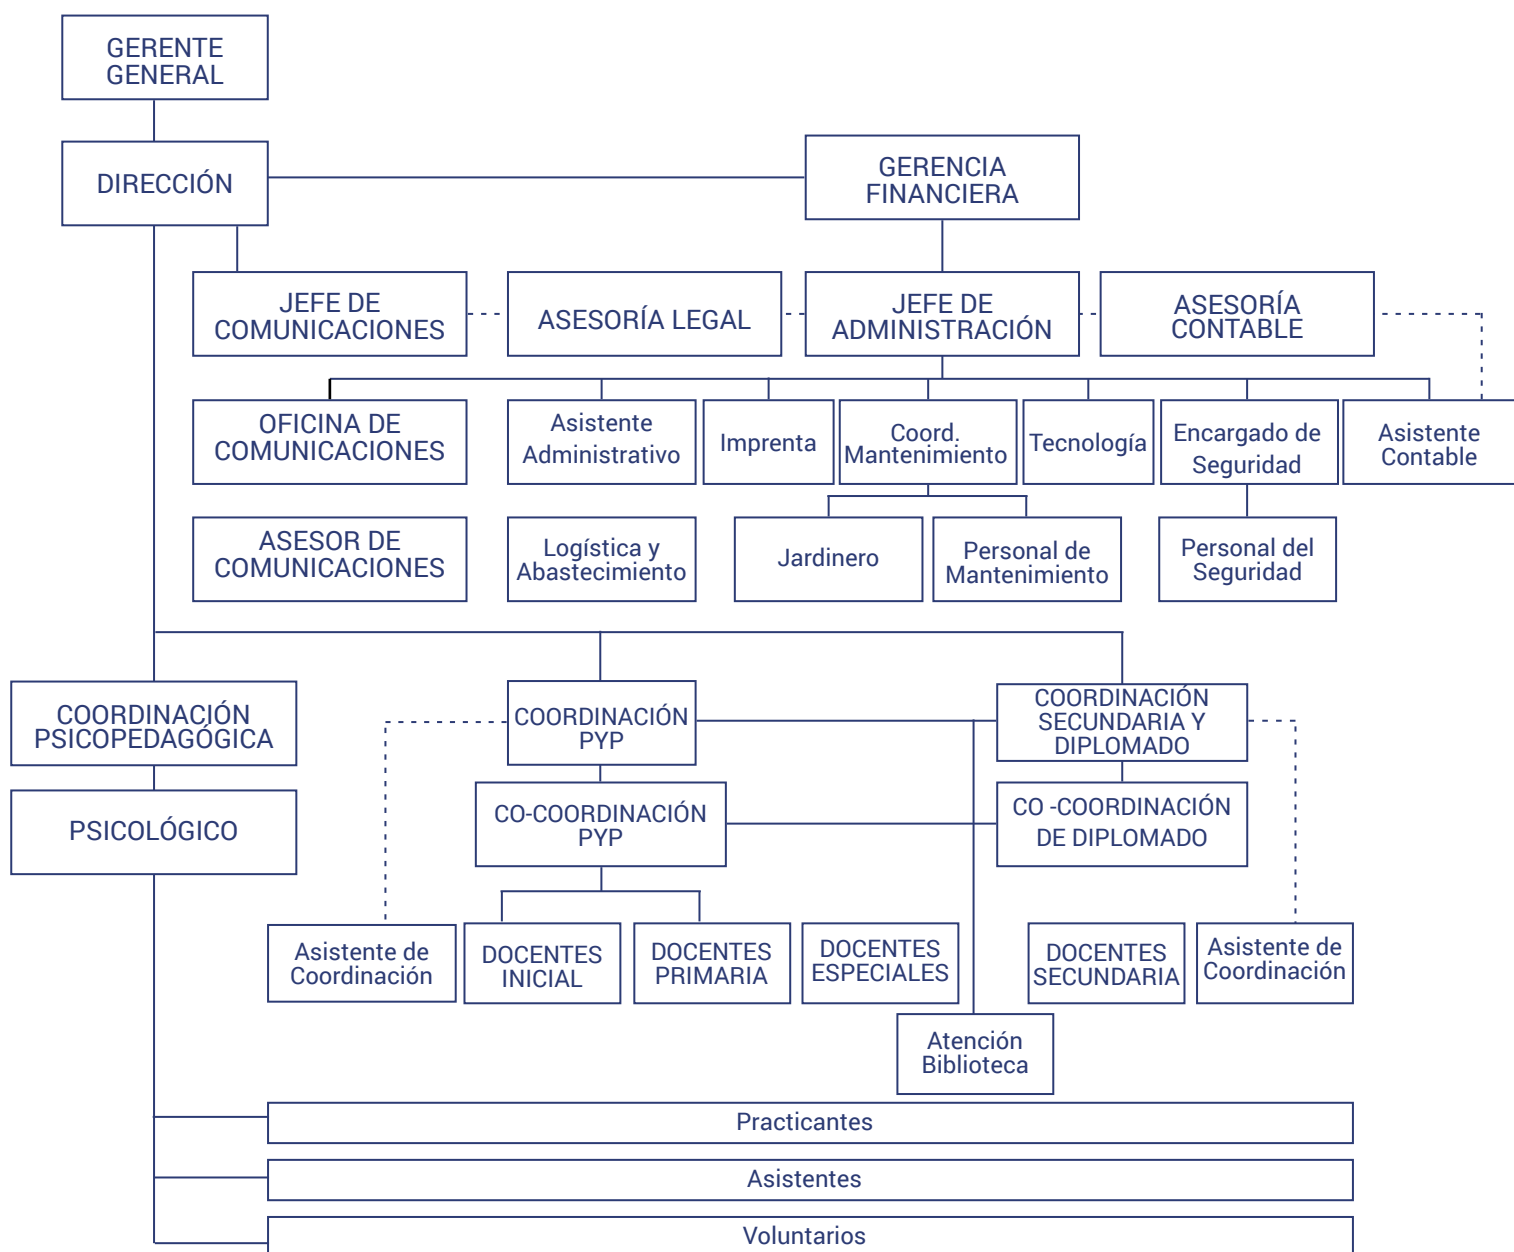 GERENTE
GENERAL
DIRECCIÓN
GERENCIA
FINANCIERA
JEFE DE
COMUNICACIONES
ASESORÍA LEGAL
JEFE DE
ADMINISTRACIÓN
ASESORÍA
CONTABLE
OFICINA DE
COMUNICACIONES
Asistente
Administrativo
Imprenta
Coord.
Mantenimiento
Tecnología
Encargado de
Seguridad
Asistente
Contable
ASESOR DE
COMUNICACIONES
Logística y
Abastecimiento
Jardinero
Personal de
Mantenimiento
Personal del
Seguridad
COORDINACIÓN
PSICOPEDAGÓGICA
COORDINACIÓN
PYP
COORDINACIÓN
SECUNDARIA Y
DIPLOMADO
PSICOLÓGICO
CO-COORDINACIÓN
PYP
CO -COORDINACIÓN
DE DIPLOMADO
Asistente de
Coordinación
DOCENTES
INICIAL
DOCENTES
PRIMARIA
DOCENTES
ESPECIALES
DOCENTES
SECUNDARIA
Asistente de
Coordinación
Atención
Biblioteca
Practicantes
Asistentes
Voluntarios